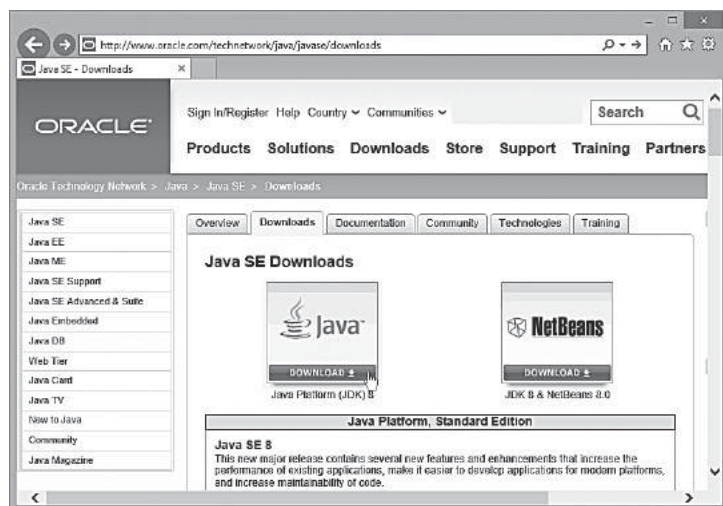 http://www.oracle.com/technetwork/java/javase/downloads
Java SE - Downloads
ORACLE
Sign In/Register Help Country Communities
Search
Products Solutions Downloads Store Support Training Partners
Oracle Technology Network > Java > Java SE > Downloads
Java SE
Java EE
Java ME
Java SE Support
Java SE Advanced & Suite
Java Embedded
Java DB
Web Tier
Java Card
Java TV
New to Java
Community
Java Magazine
Overview Downloads Documentation Community Technologies Training
Java SE Downloads
Java
DOWNLOAD
Java Platform (JDK) 8
NetBeans
DOWNLOAD
JDK 8 & NetBeans 8.0
Java Platform, Standard Edition
Java SE 8
This new major release contains several new features and enhancements that increase the
performance of existing applications, make it easier to develop applications for modern platforms,
and increase maintainability of code.